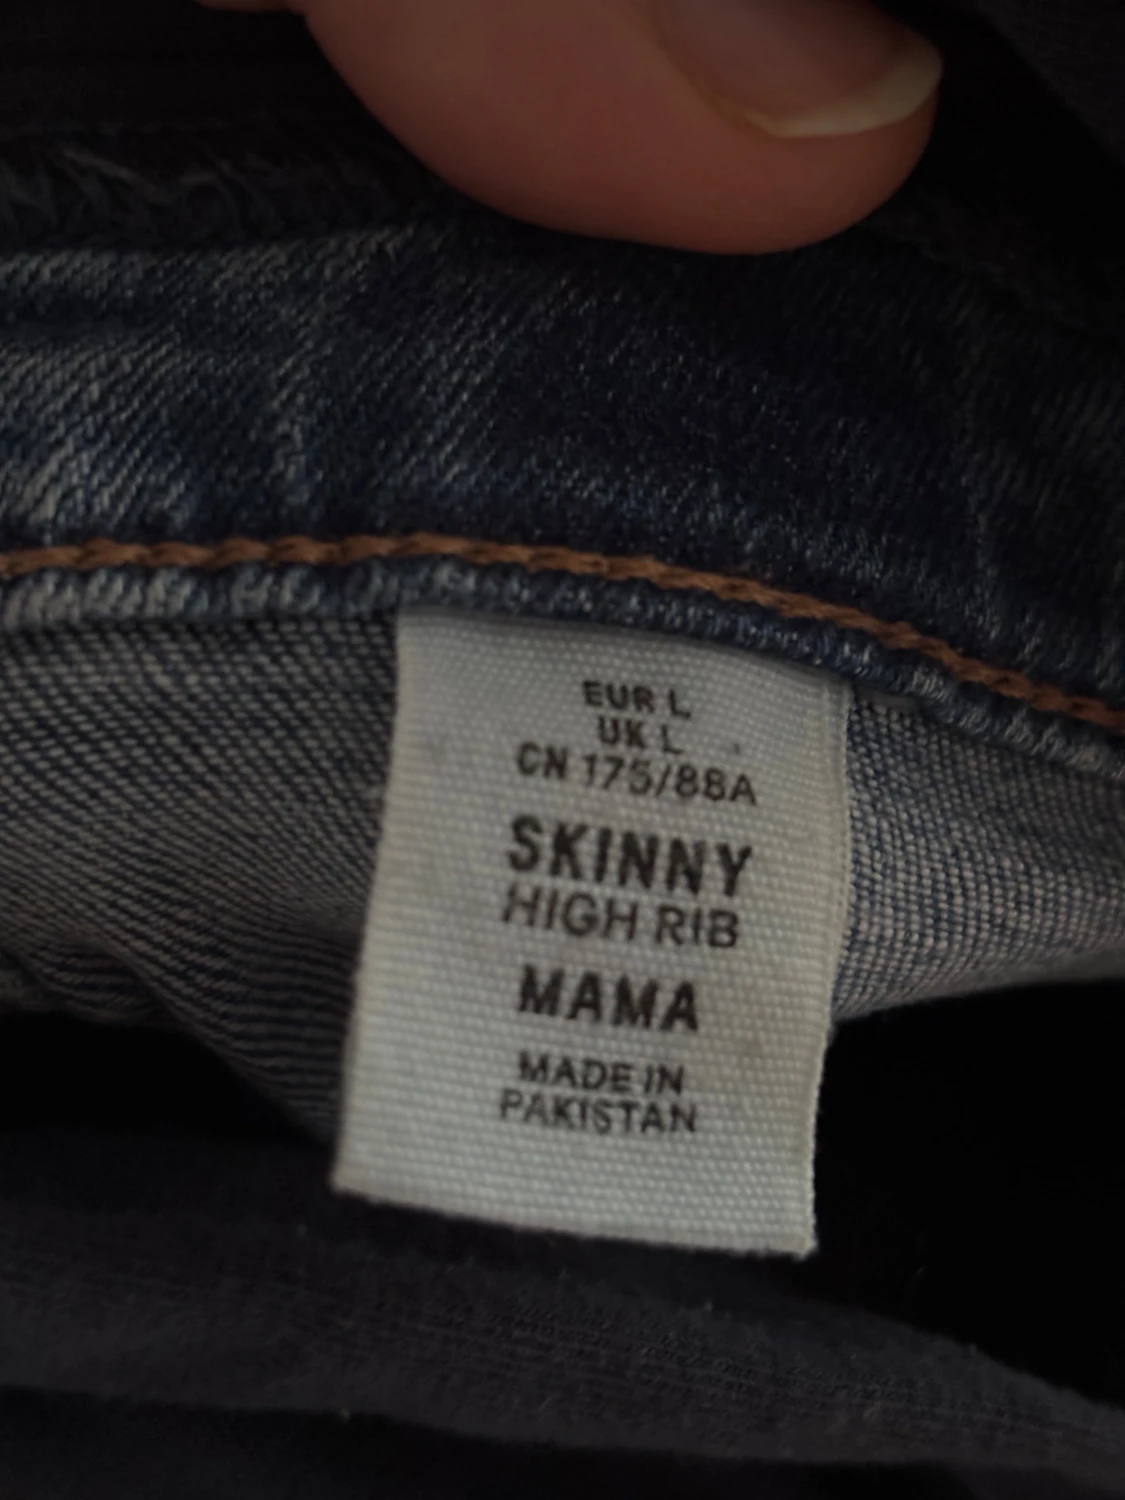 EUR L
UK L
CN 175/88A
SKINNY
HIGH RIB
MAMA
MADE IN
PAKISTAN